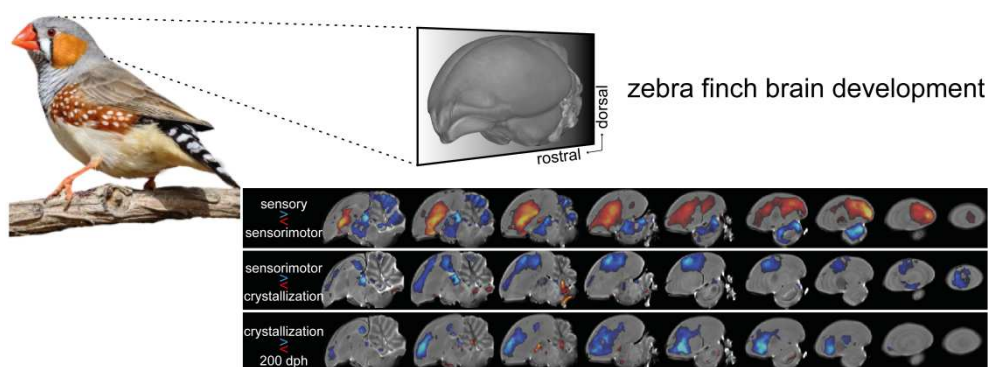 zebra finch brain development
dorsal
rostral
sensory
<>
sensorimotor
sensorimotor
<>
crystallization
crystallization
<>
200 dph